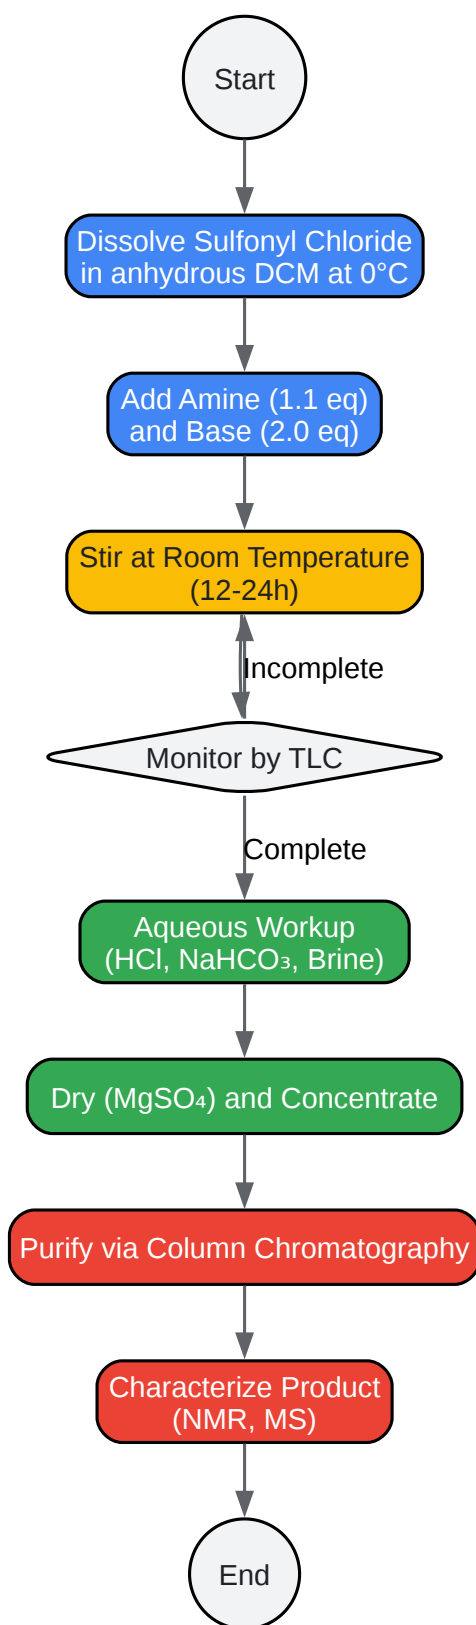 Start
Dissolve Sulfonyl Chloride
in anhydrous DCM at 0°C
Add Amine (1.1 eq)
and Base (2.0 eq)
Stir at Room Temperature
(12-24h)
Incomplete
Monitor by TLC
Complete
Aqueous Workup
(HCl, NaHCO₃, Brine)
Dry (MgSO₄) and Concentrate
Purify via Column Chromatography
Characterize Product
(NMR, MS)
End